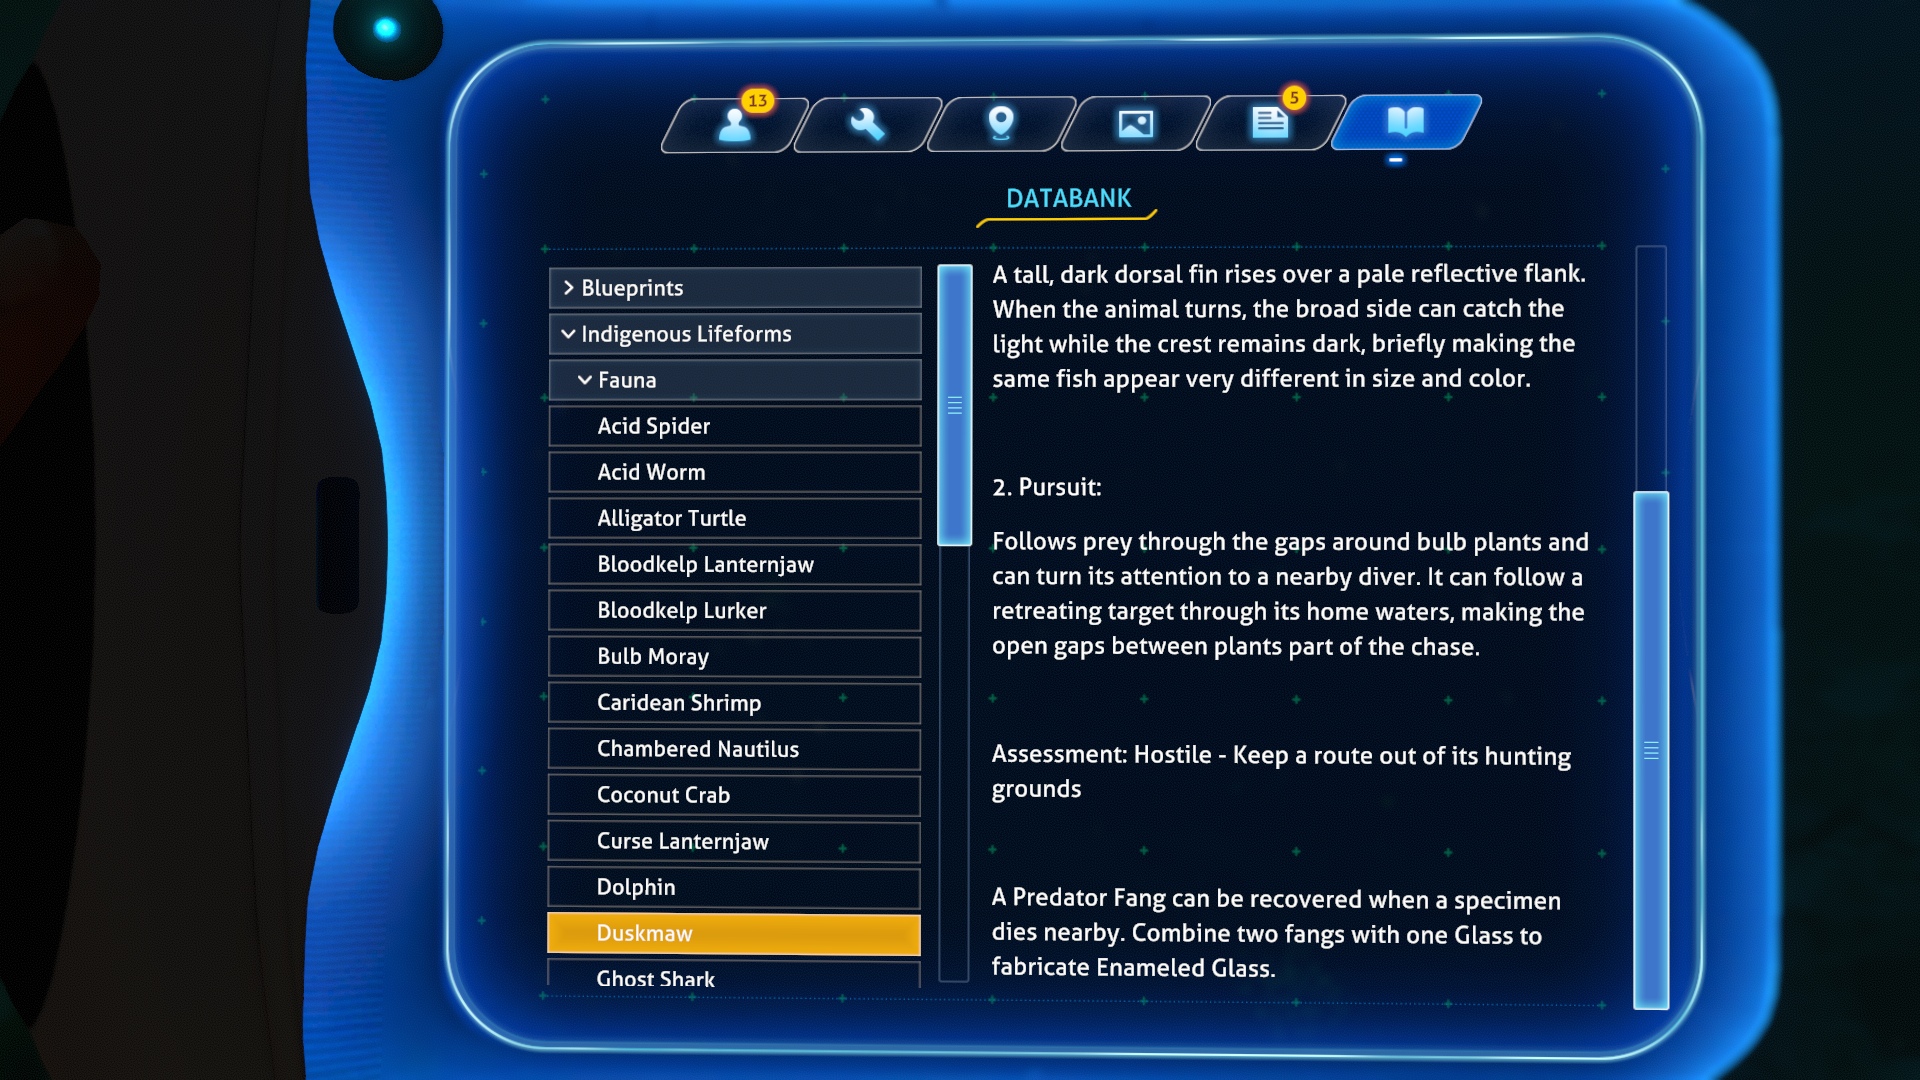 13
5
DATABANK
Blueprints
Indigenous Lifeforms
Fauna
Acid Spider
Acid Worm
Alligator Turtle
Bloodkelp Lanternjaw
Bloodkelp Lurker
Bulb Moray
Caridean Shrimp
Chambered Nautilus
Coconut Crab
Curse Lanternjaw
Dolphin
Duskmaw
Ghost Shark
A tall, dark dorsal fin rises over a pale reflective flank.
When the animal turns, the broad side can catch the
light while the crest remains dark, briefly making the
same fish appear very different in size and color.
2. Pursuit:
Follows prey through the gaps around bulb plants and
can turn its attention to a nearby diver. It can follow a
retreating target through its home waters, making the
open gaps between plants part of the chase.
Assessment: Hostile - Keep a route out of its hunting
grounds
A Predator Fang can be recovered when a specimen
dies nearby. Combine two fangs with one Glass to
fabricate Enameled Glass.